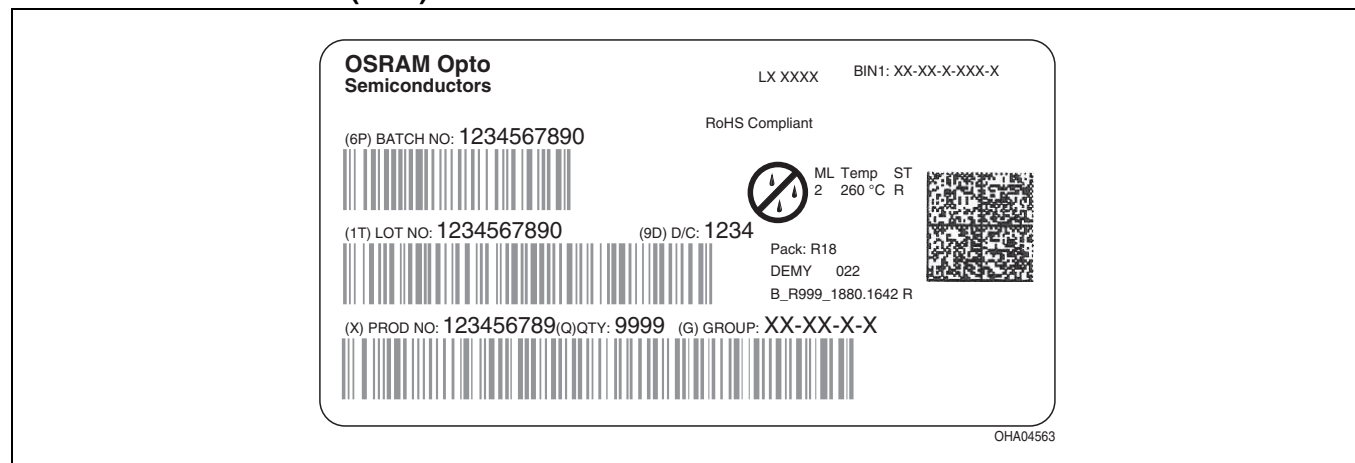 OSRAM Opto
Semiconductors
LX XXXX
BIN1: XX-XX-X-XXX-X
RoHS Compliant
(6P) BATCH NO: 1234567890
ML Temp ST
2 260 °C R
(1T) LOT NO: 1234567890 (9D) D/C: 1234
Pack: R18
DEMY 022
B_R999_1880.1642 R
(X) PROD NO: 123456789(Q)QTY: 9999 (G) GROUP: XX-XX-X-X
OHA04563